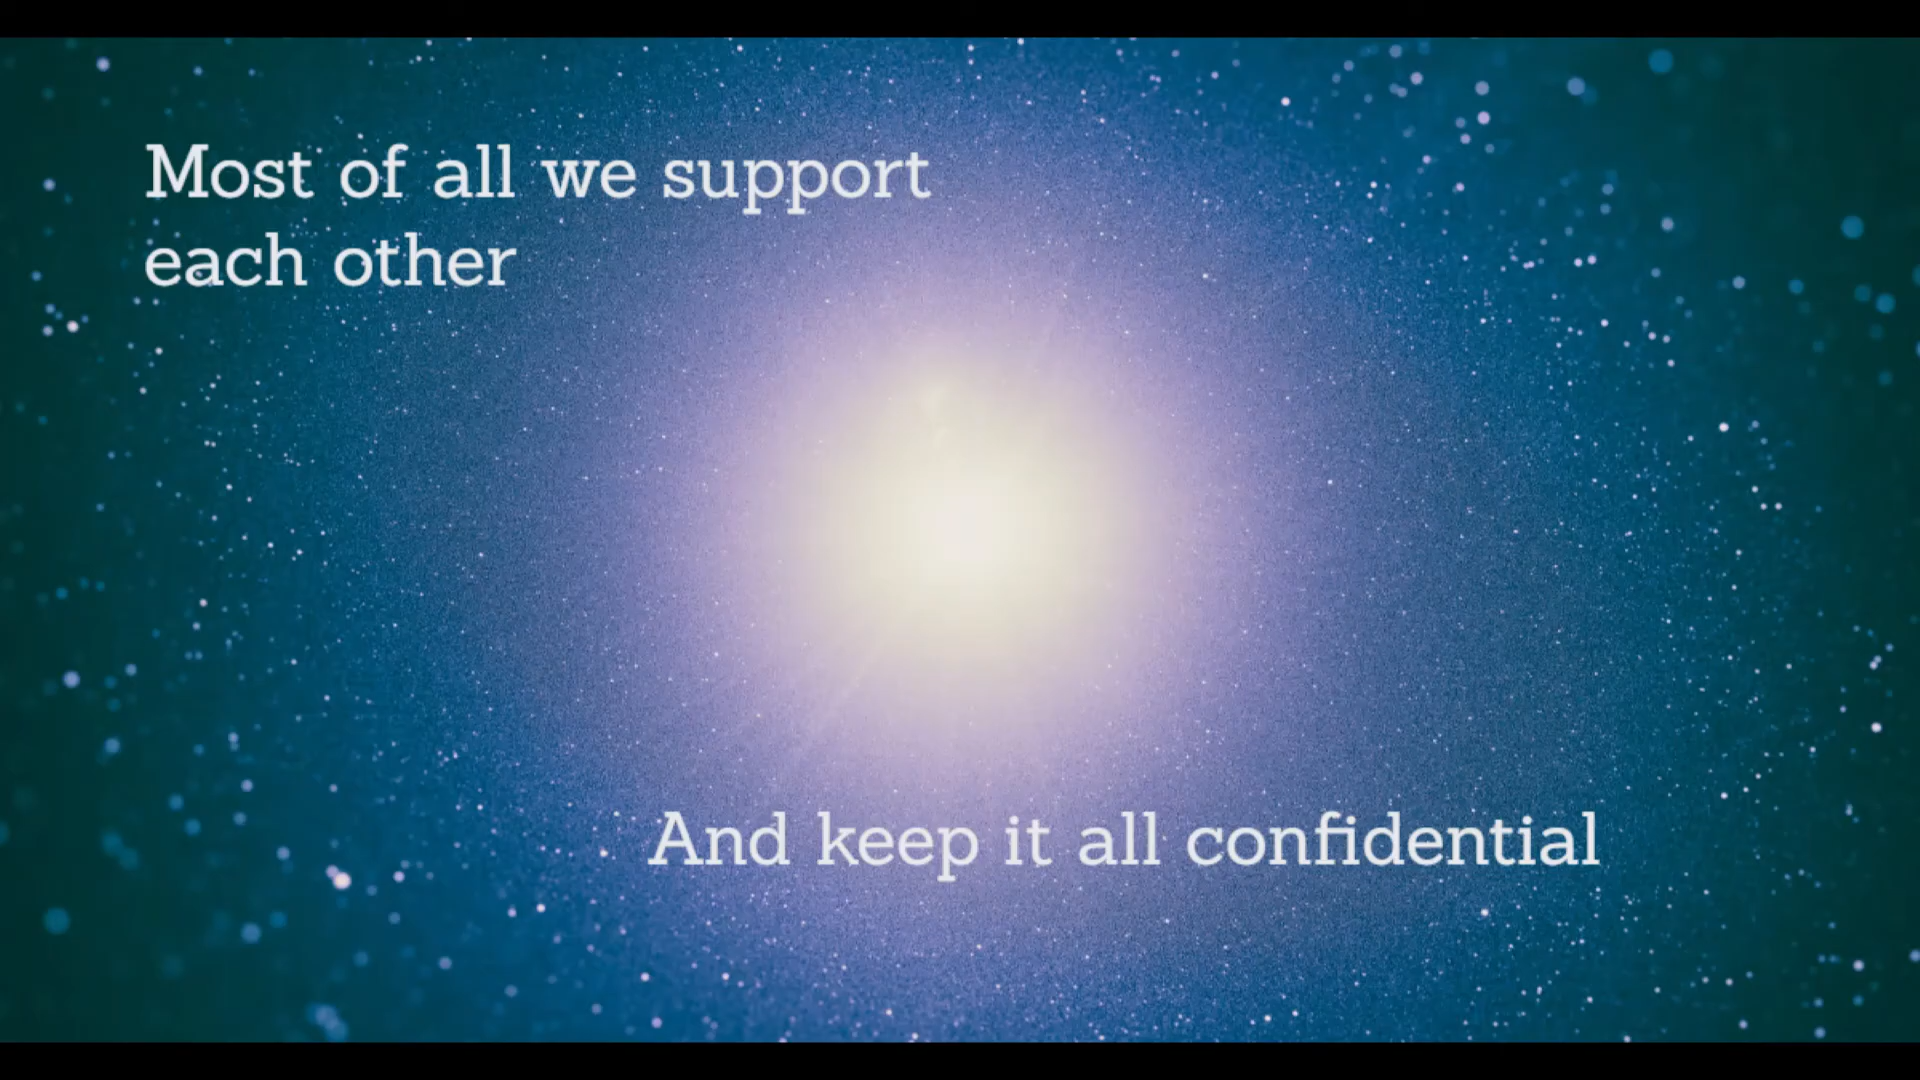 Most of all we support
each other
And keep it all confidential